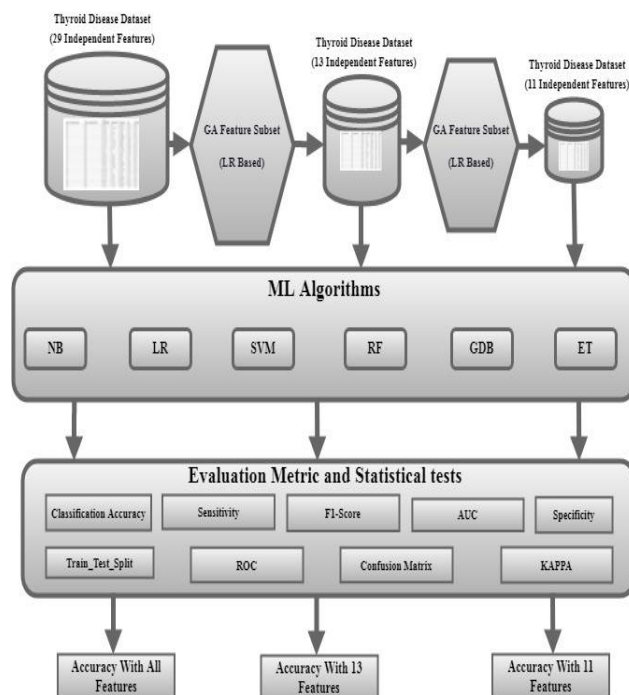 Thyroid Disease Dataset
(29 Independent Features)
Thyroid Disease Dataset
(13 Independent Features)
Thyroid Disease Dataset
(11 Independent Features)
GA Feature Subset
(LR Based)
GA Feature Subset
(LR Based)
ML Algorithms
NB
LR
SVM
RF
GDB
ET
Evaluation Metric and Statistical tests
Classification Accuracy
Sensitivity
F1-Score
AUC
Specificity
Train_Test_Split
ROC
Confusion Matrix
KAPPA
Accuracy With All
Features
Accuracy With 13
Features
Accuracy With 11
Features